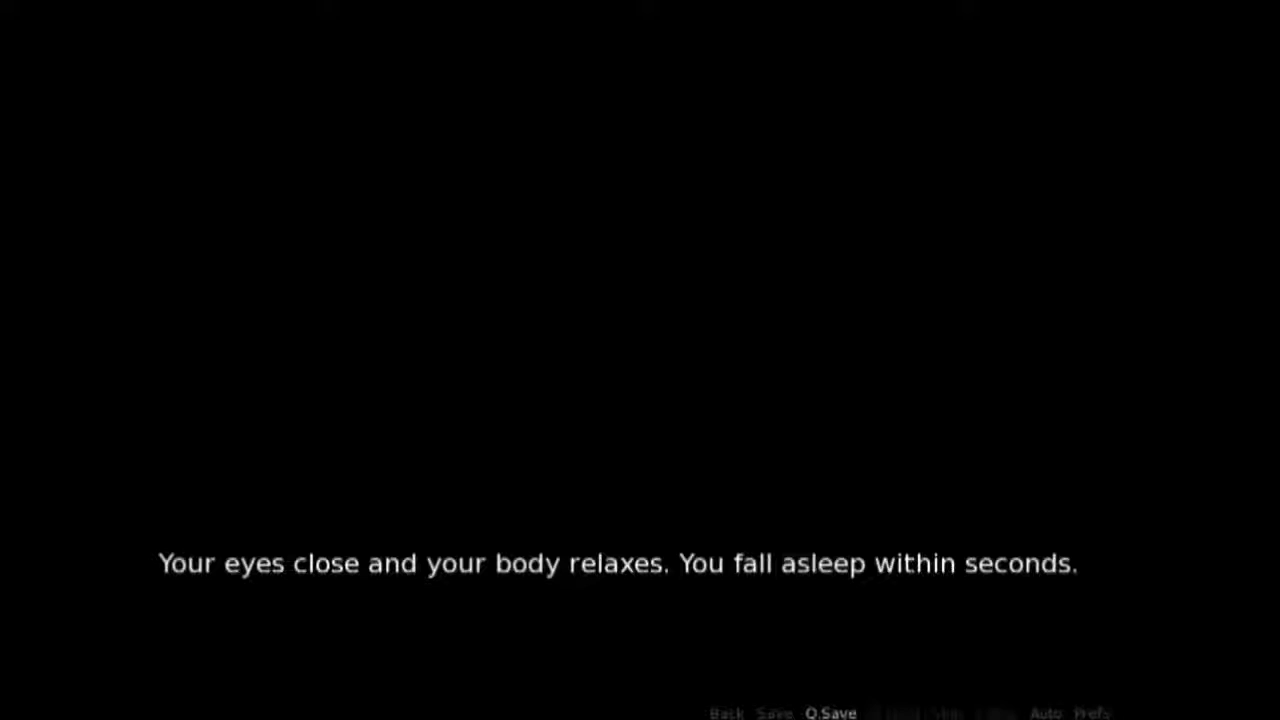 Your eyes close and your body relaxes. You fall asleep within seconds.
Back Save Q.Save Auto Prefs